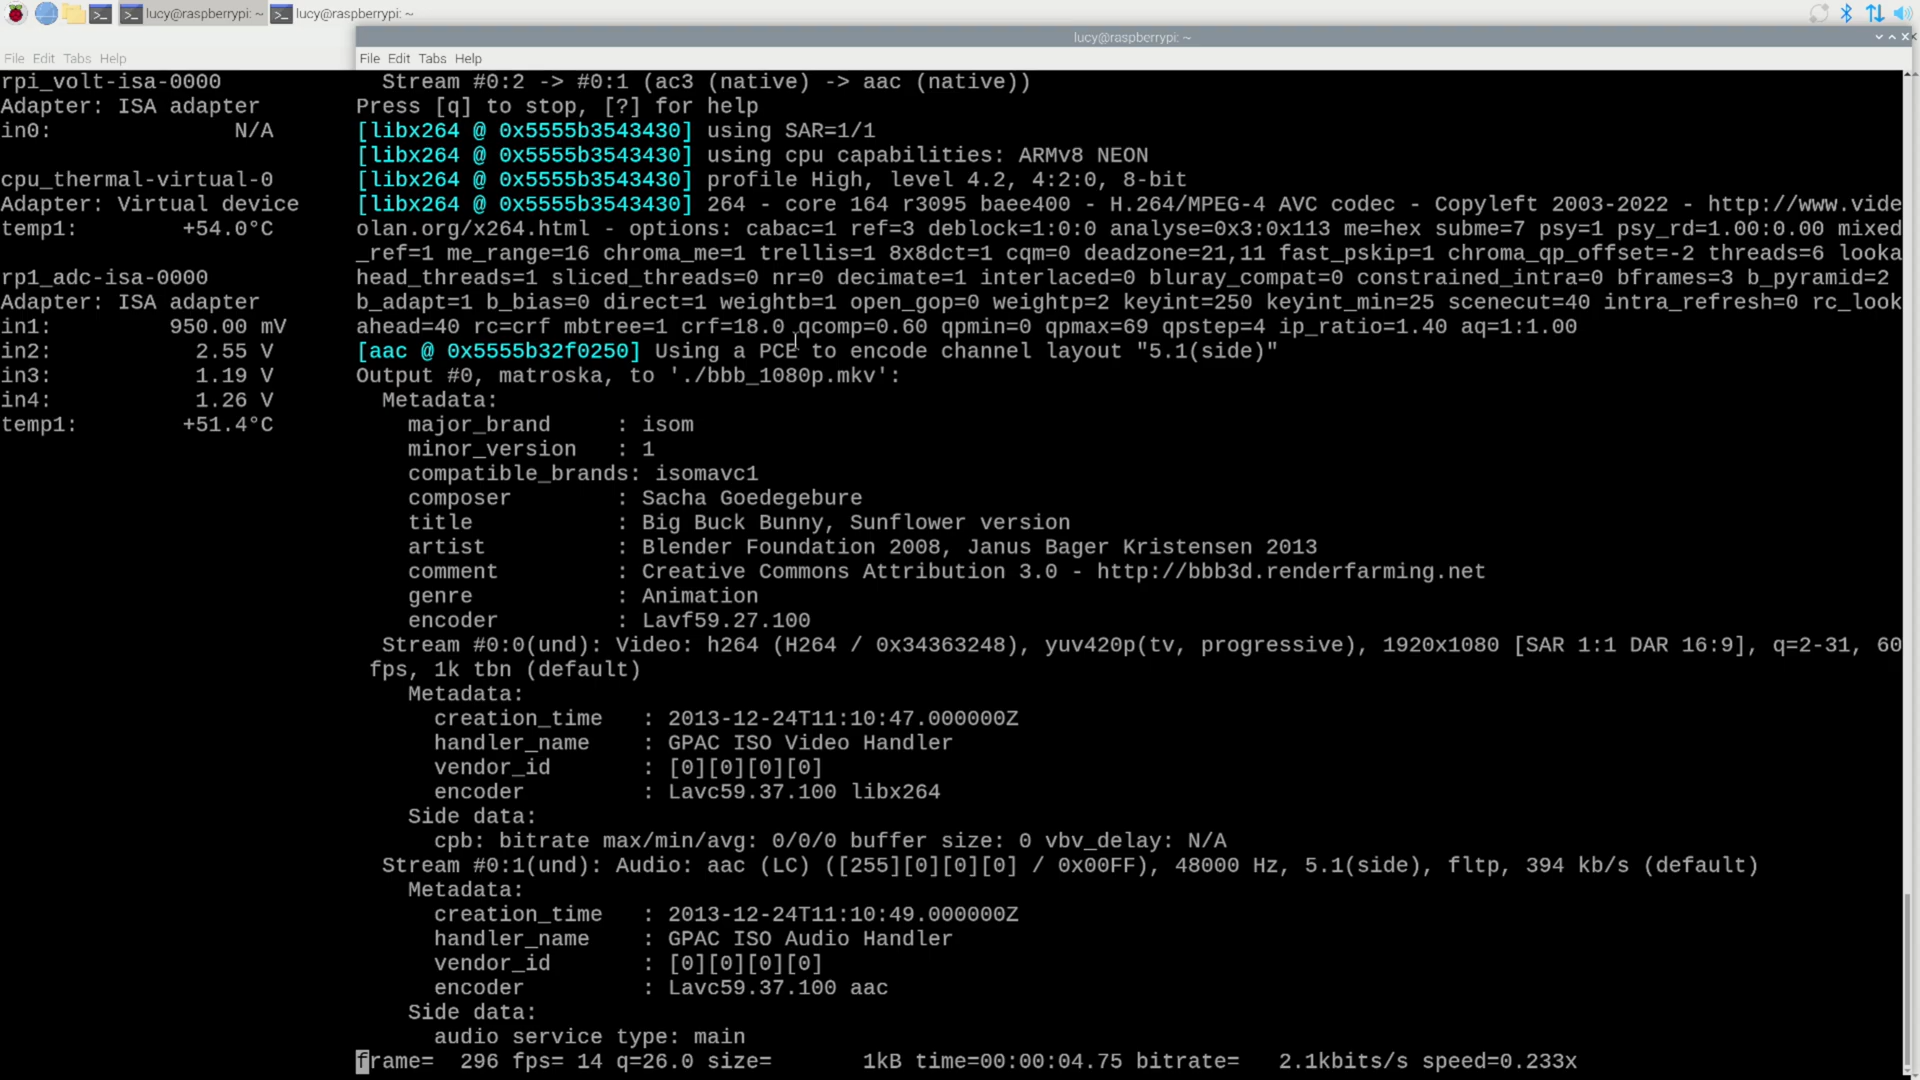 lucy@raspberrypi: ~
lucy@raspberrypi: ~
lucy@raspberrypi: ~
File Edit Tabs Help
rpi_volt-isa-0000
Adapter: ISA adapter
in0: N/A
cpu_thermal-virtual-0
Adapter: Virtual device
temp1: +54.0°C
rp1_adc-isa-0000
Adapter: ISA adapter
in1: 950.00 mV
in2: 2.55 V
in3: 1.19 V
in4: 1.26 V
temp1: +51.4°C
File Edit Tabs Help
Stream #0:2 -> #0:1 (ac3 (native) -> aac (native))
Press [q] to stop, [?] for help
[libx264 @ 0x5555b3543430] using SAR=1/1
[libx264 @ 0x5555b3543430] using cpu capabilities: ARMv8 NEON
[libx264 @ 0x5555b3543430] profile High, level 4.2, 4:2:0, 8-bit
[libx264 @ 0x5555b3543430] 264 - core 164 r3095 baee400 - H.264/MPEG-4 AVC codec - Copyleft 2003-2022 - http://www.vide
olan.org/x264.html - options: cabac=1 ref=3 deblock=1:0:0 analyse=0x3:0x113 me=hex subme=7 psy=1 psy_rd=1.00:0.00 mixed
_ref=1 me_range=16 chroma_me=1 trellis=1 8x8dct=1 cqm=0 deadzone=21,11 fast_pskip=1 chroma_qp_offset=-2 threads=6 looka
head_threads=1 sliced_threads=0 nr=0 decimate=1 interlaced=0 bluray_compat=0 constrained_intra=0 bframes=3 b_pyramid=2
b_adapt=1 b_bias=0 direct=1 weightb=1 open_gop=0 weightp=2 keyint=250 keyint_min=25 scenecut=40 intra_refresh=0 rc_look
ahead=40 rc=crf mbtree=1 crf=18.0 qcomp=0.60 qpmin=0 qpmax=69 qpstep=4 ip_ratio=1.40 aq=1:1.00
[aac @ 0x5555b32f0250] Using a PCE to encode channel layout "5.1(side)"
Output #0, matroska, to './bbb_1080p.mkv':
Metadata:
major_brand : isom
minor_version : 1
compatible_brands: isomavc1
composer : Sacha Goedegebure
title : Big Buck Bunny, Sunflower version
artist : Blender Foundation 2008, Janus Bager Kristensen 2013
comment : Creative Commons Attribution 3.0 - http://bbb3d.renderfarming.net
genre : Animation
encoder : Lavf59.27.100
Stream #0:0(und): Video: h264 (H264 / 0x34363248), yuv420p(tv, progressive), 1920x1080 [SAR 1:1 DAR 16:9], q=2-31, 60
fps, 1k tbn (default)
Metadata:
creation_time : 2013-12-24T11:10:47.000000Z
handler_name : GPAC ISO Video Handler
vendor_id : [0][0][0][0]
encoder : Lavc59.37.100 libx264
Side data:
cpb: bitrate max/min/avg: 0/0/0 buffer size: 0 vbv_delay: N/A
Stream #0:1(und): Audio: aac (LC) ([255][0][0][0] / 0x00FF), 48000 Hz, 5.1(side), fltp, 394 kb/s (default)
Metadata:
creation_time : 2013-12-24T11:10:49.000000Z
handler_name : GPAC ISO Audio Handler
vendor_id : [0][0][0][0]
encoder : Lavc59.37.100 aac
Side data:
audio service type: main
frame= 296 fps= 14 q=26.0 size= 1kB time=00:00:04.75 bitrate= 2.1kbits/s speed=0.233x